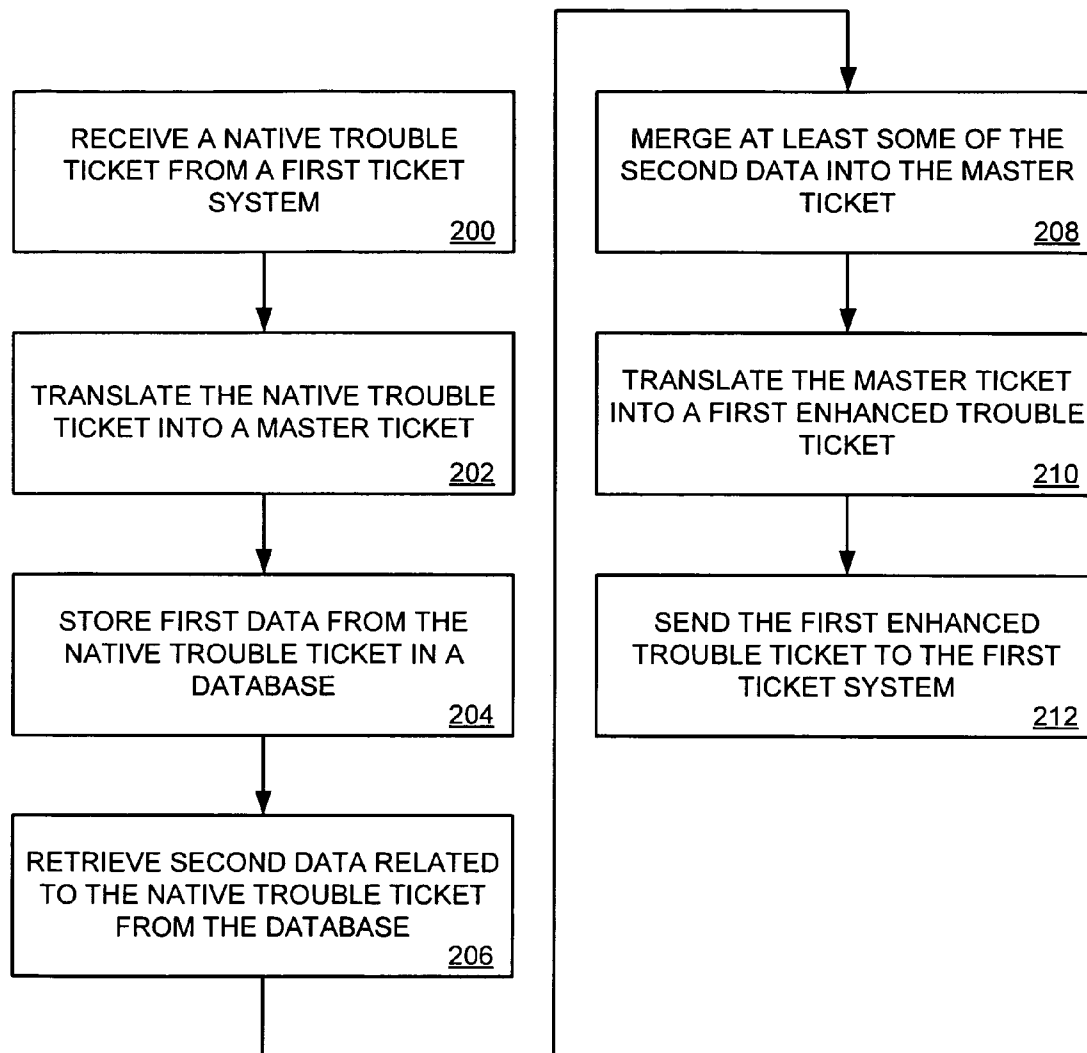 RECEIVE A NATIVE TROUBLE
TICKET FROM A FIRST TICKET
SYSTEM
200
TRANSLATE THE NATIVE TROUBLE
TICKET INTO A MASTER TICKET
202
STORE FIRST DATA FROM THE
NATIVE TROUBLE TICKET IN A
DATABASE
204
RETRIEVE SECOND DATA RELATED
TO THE NATIVE TROUBLE TICKET
FROM THE DATABASE
206
MERGE AT LEAST SOME OF THE
SECOND DATA INTO THE MASTER
TICKET
208
TRANSLATE THE MASTER TICKET
INTO A FIRST ENHANCED TROUBLE
TICKET
210
SEND THE FIRST ENHANCED
TROUBLE TICKET TO THE FIRST
TICKET SYSTEM
212